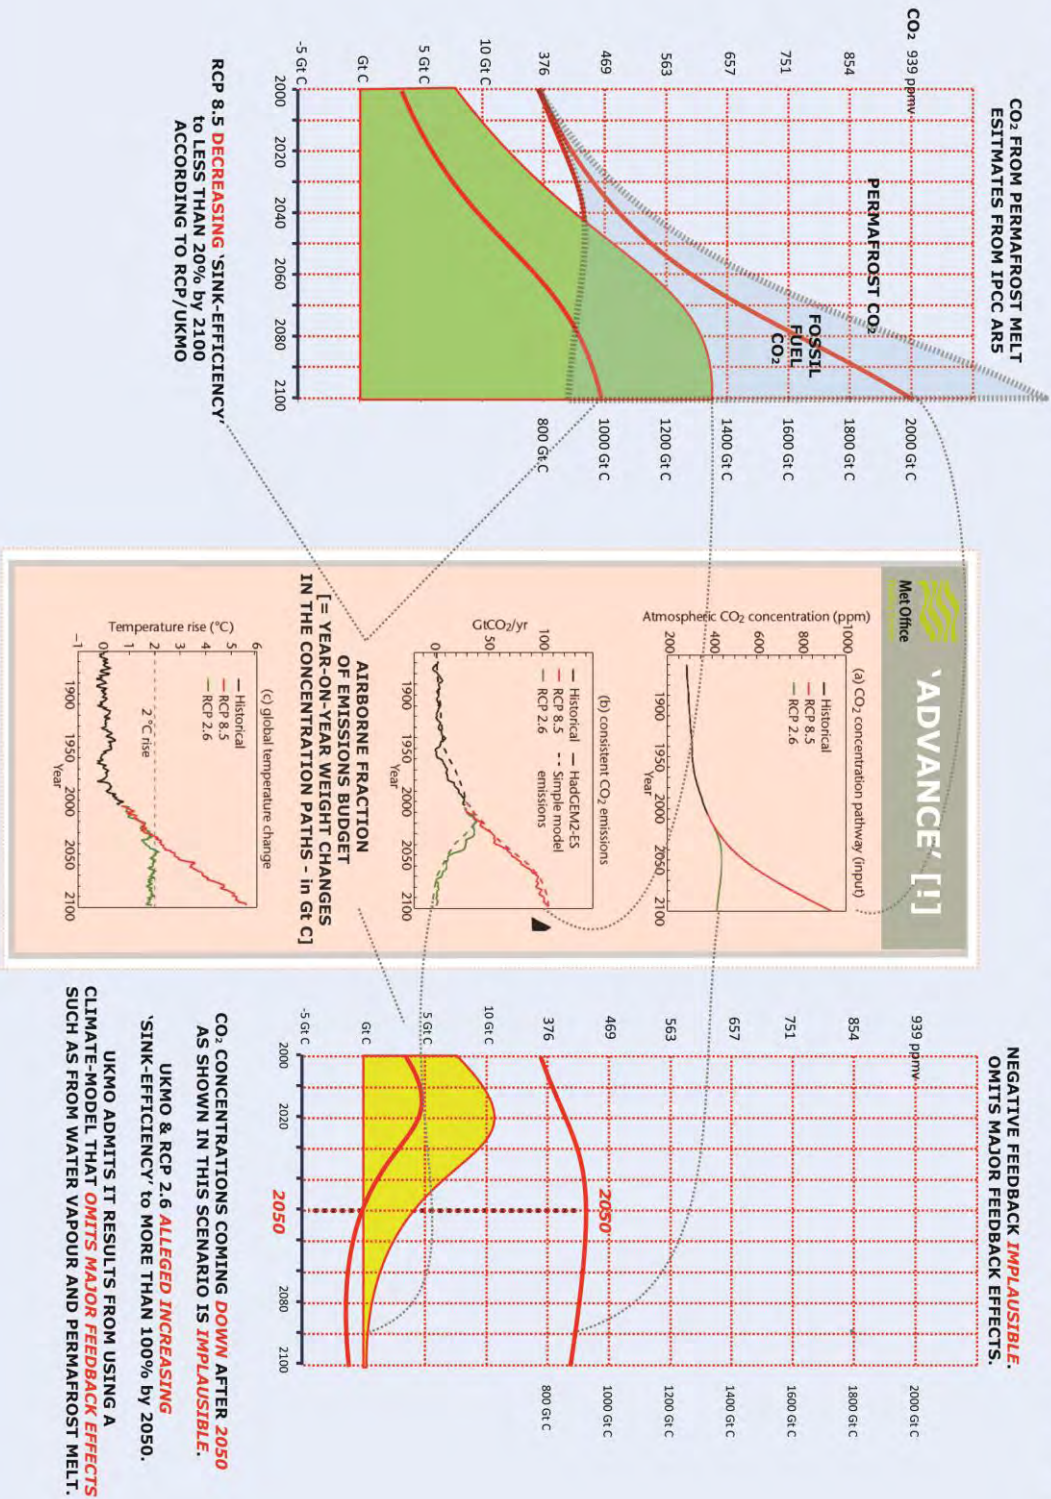 CO₂ FROM PERMAFROST MELT
ESITMATES FROM IPCC AR5
CO₂ 939 ppmv
854
751
657
563
469
376
10 Gt C
5 Gt C
Gt C
-5 Gt C
2000
2020
2040
2060
2080
2100
2000 Gt C
1800 Gt C
1600 Gt C
1400 Gt C
1200 Gt C
1000 Gt C
800 Gt C
PERMAFROST CO₂
FOSSIL
FUEL
CO₂
RCP 8.5 DECREASING 'SINK-EFFICIENCY'
to LESS THAN 20% by 2100
ACCORDING TO RCP/UKMO
Met Office
'ADVANCE' [!]
(a) CO₂ concentration pathway (input)
Atmospheric CO₂ concentration (ppm)
1000
800
600
400
200
Historical
RCP 8.5
RCP 2.6
1900
1950
2000
2050
2100
Year
(b) consistent CO₂ emissions
GtCO₂/yr
100
50
0
Historical
RCP 8.5
RCP 2.6
HadGEM2-ES
Simple model
emissions
1900
1950
2000
2050
2100
Year
AIRBORNE FRACTION
OF EMISSIONS BUDGET
[= YEAR-ON-YEAR WEIGHT CHANGES
IN THE CONCENTRATION PATHS - in Gt C]
(c) global temperature change
Temperature rise (°C)
6
5
4
3
2
1
0
-1
Historical
RCP 8.5
RCP 2.6
2 °C rise
1900
1950
2000
2050
2100
Year
NEGATIVE FEEDBACK IMPLAUSIBLE.
OMITS MAJOR FEEDBACK EFFECTS.
939 ppmv
854
751
657
563
469
376
10 Gt C
5 Gt C
Gt C
-5 Gt C
2000
2020
2050
2080
2100
2050
2000 Gt C
1800 Gt C
1600 Gt C
1400 Gt C
1200 Gt C
1000 Gt C
800 Gt C
CO₂ CONCENTRATIONS COMING DOWN AFTER 2050
AS SHOWN IN THIS SCENARIO IS IMPLAUSIBLE.
UKMO & RCP 2.6 ALLEGED INCREASING
'SINK-EFFICIENCY' to MORE THAN 100% by 2050.
UKMO ADMITS IT RESULTS FROM USING A
CLIMATE-MODEL THAT OMITS MAJOR FEEDBACK EFFECTS
SUCH AS FROM WATER VAPOUR AND PERMAFROST MELT.